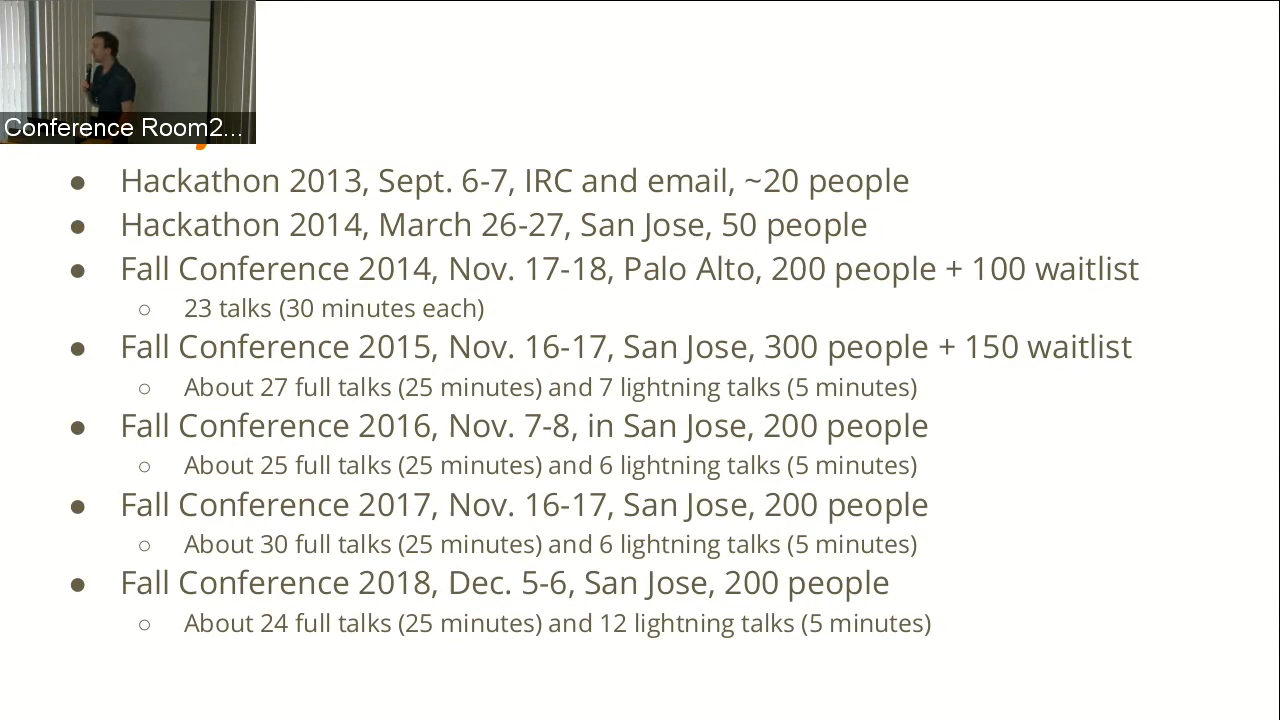 Conference Room2...
● Hackathon 2013, Sept. 6-7, IRC and email, ~20 people
● Hackathon 2014, March 26-27, San Jose, 50 people
● Fall Conference 2014, Nov. 17-18, Palo Alto, 200 people + 100 waitlist
○ 23 talks (30 minutes each)
● Fall Conference 2015, Nov. 16-17, San Jose, 300 people + 150 waitlist
○ About 27 full talks (25 minutes) and 7 lightning talks (5 minutes)
● Fall Conference 2016, Nov. 7-8, in San Jose, 200 people
○ About 25 full talks (25 minutes) and 6 lightning talks (5 minutes)
● Fall Conference 2017, Nov. 16-17, San Jose, 200 people
○ About 30 full talks (25 minutes) and 6 lightning talks (5 minutes)
● Fall Conference 2018, Dec. 5-6, San Jose, 200 people
○ About 24 full talks (25 minutes) and 12 lightning talks (5 minutes)